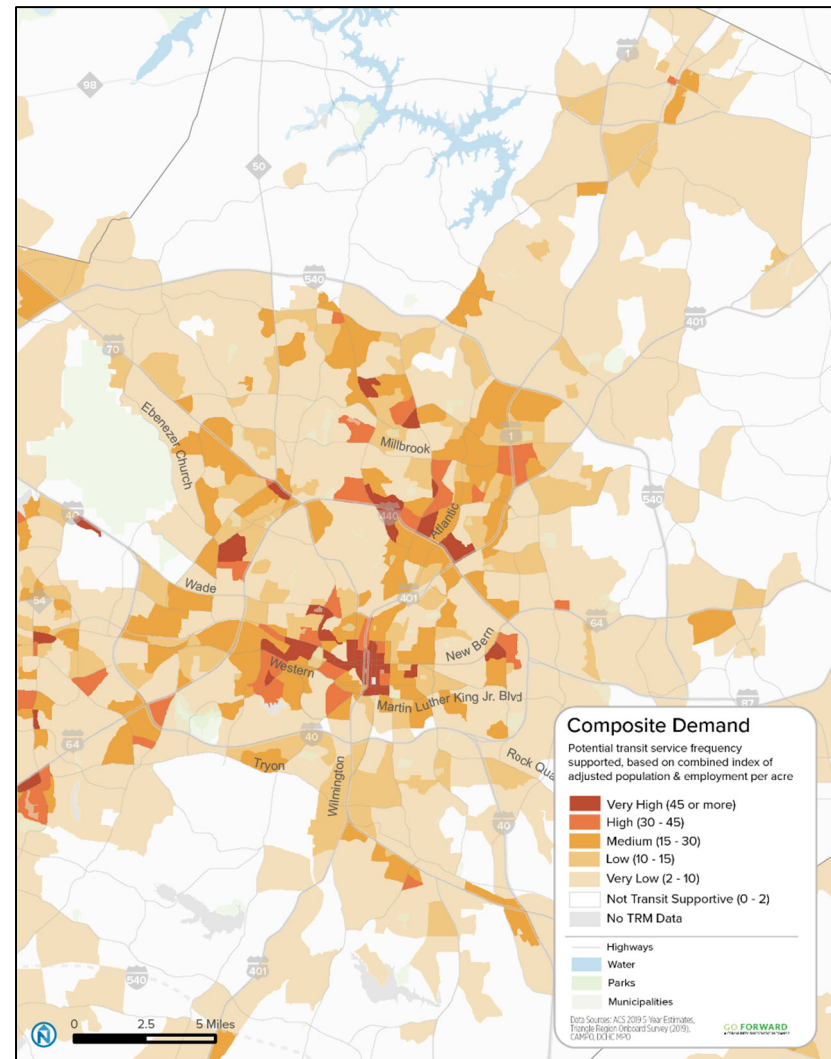 1
98
50
540
401
70
Ebenezer Church
Millbrook
1
540
40
440
Atlantic
Wade
54
401
64
New Bern
Western
Martin Luther King Jr. Blvd
87
64
40
Tryon
Wilmington
Rock Qua
40
540
401
Composite Demand
Potential transit service frequency
supported, based on combined index of
adjusted population & employment per acre
Very High (45 or more)
High (30 - 45)
Medium (15 - 30)
Low (10 - 15)
Very Low (2 - 10)
Not Transit Supportive (0 - 2)
No TRM Data
Highways
Water
Parks
Municipalities
Data Sources: ACS 2019 5-Year Estimates,
Triangle Region Onboard Survey (2019),
CAMPO, DCHC MPO
GO FORWARD
N
0 2.5 5 Miles